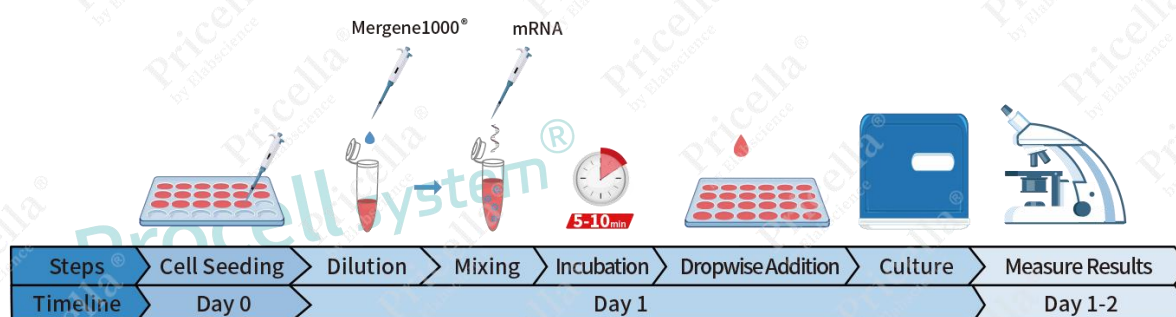 Mergene1000® mRNA
Procell system®
5-10min
Steps Cell Seeding Dilution Mixing Incubation Dropwise Addition Culture Measure Results
Timeline Day 0 Day 1 Day 1-2
Pricella®
by Elabscience